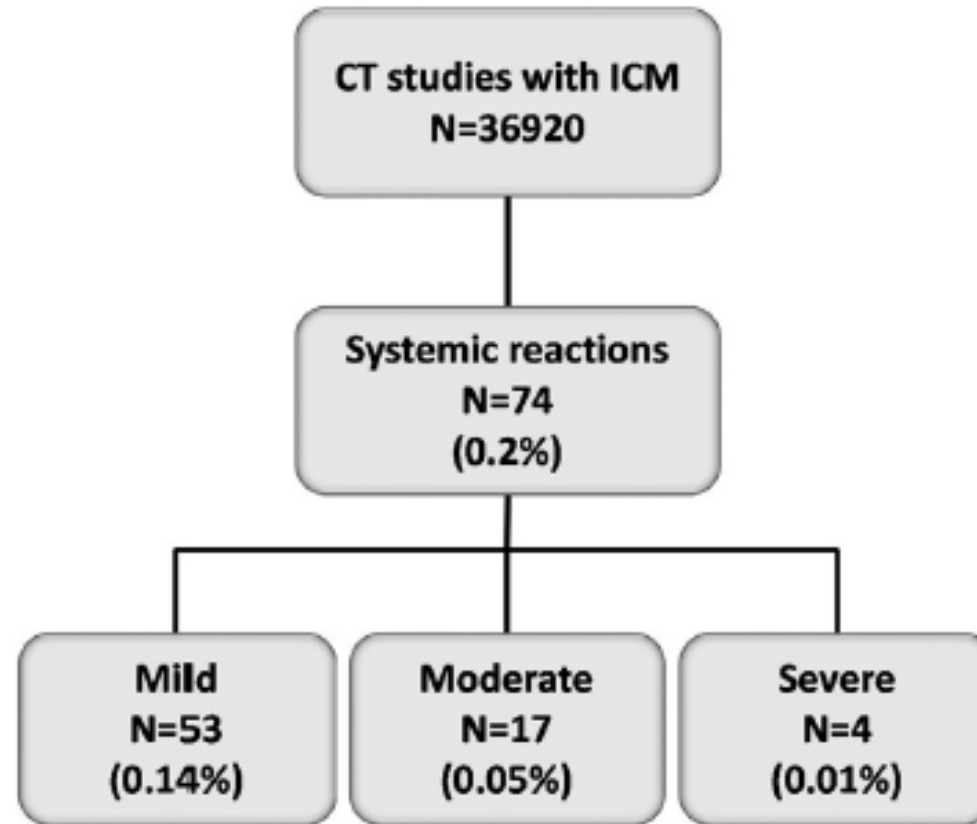 CT studies with ICM
N=36920
Systemic reactions
N=74
(0.2%)
Mild
N=53
(0.14%)
Moderate
N=17
(0.05%)
Severe
N=4
(0.01%)